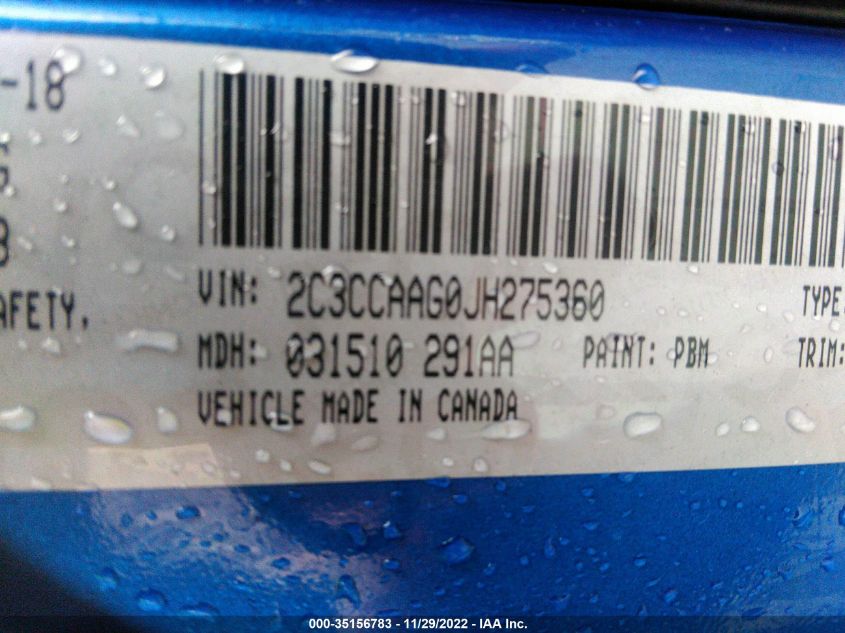 -18
AFETY,
VIN: 2C3CCAAG0JH275360
TYPE:
MDH: 031510 291AA
PAINT: PBM
TRIM:
VEHICLE MADE IN CANADA
000-35156783 - 11/29/2022 - IAA Inc.